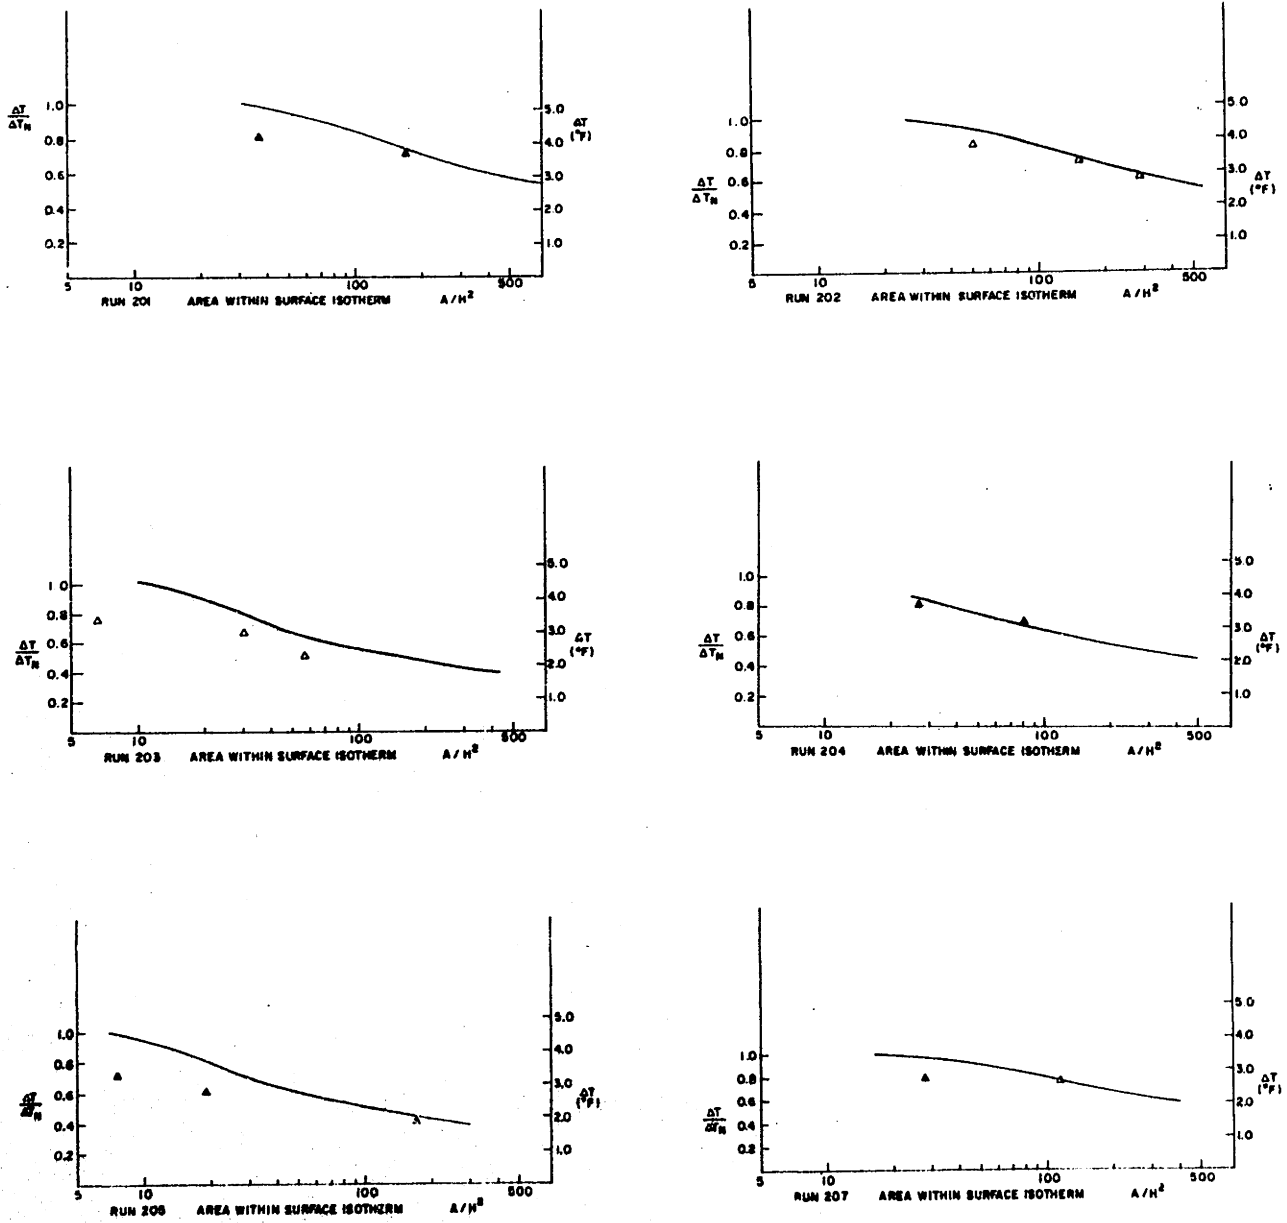 1.0
0.8
0.6
0.4
0.2
ΔT
ΔT_N
5.0
4.0
3.0
2.0
1.0
ΔT
(°F)
5 10 100 500
RUN 201 AREA WITHIN SURFACE ISOTHERM A/H²
1.0
0.8
0.6
0.4
0.2
ΔT
ΔT_N
5.0
4.0
3.0
2.0
1.0
ΔT
(°F)
5 10 100 500
RUN 202 AREA WITHIN SURFACE ISOTHERM A/H²
1.0
0.8
0.6
0.4
0.2
ΔT
ΔT_N
5.0
4.0
3.0
2.0
1.0
ΔT
(°F)
5 10 100 500
RUN 203 AREA WITHIN SURFACE ISOTHERM A/H²
1.0
0.8
0.6
0.4
0.2
ΔT
ΔT_N
5.0
4.0
3.0
2.0
1.0
ΔT
(°F)
5 10 100 500
RUN 204 AREA WITHIN SURFACE ISOTHERM A/H²
1.0
0.8
0.6
0.4
0.2
ΔT
ΔT_N
5.0
4.0
3.0
2.0
1.0
ΔT
(°F)
5 10 100 500
RUN 205 AREA WITHIN SURFACE ISOTHERM A/H²
1.0
0.8
0.6
0.4
0.2
ΔT
ΔT_N
5.0
4.0
3.0
2.0
1.0
ΔT
(°F)
5 10 100 500
RUN 207 AREA WITHIN SURFACE ISOTHERM A/H²